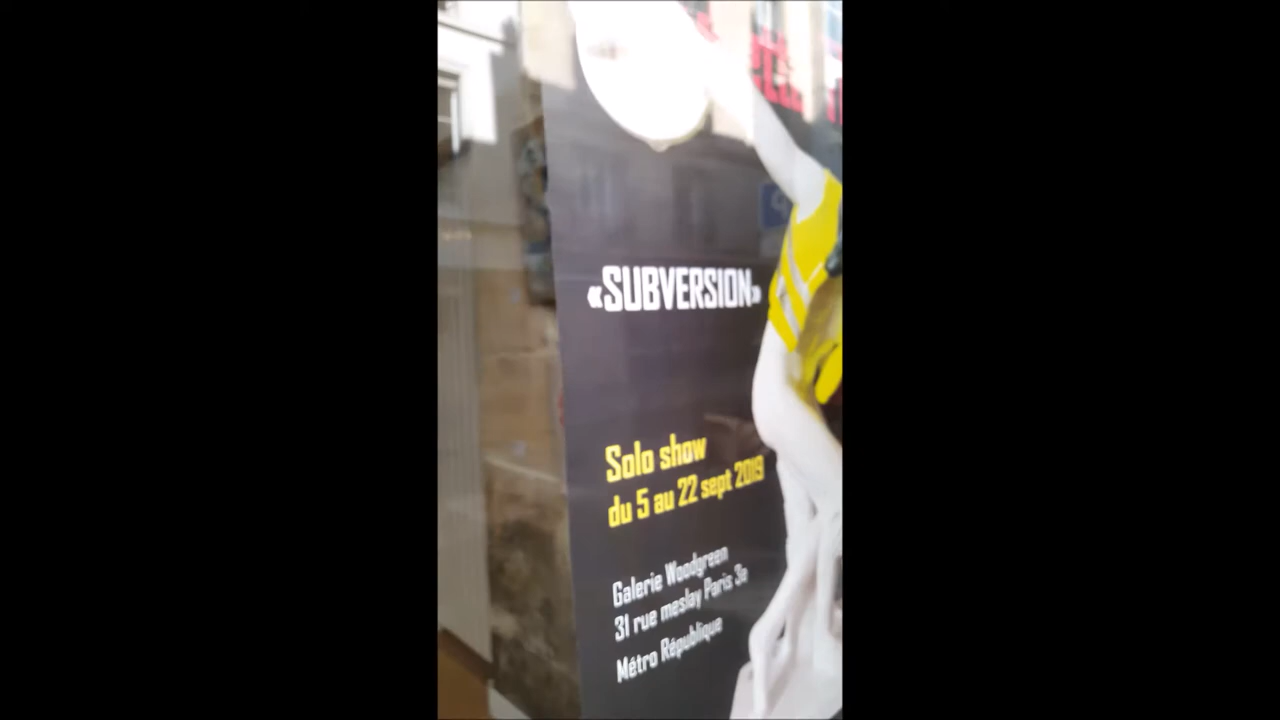 «SUBVERSION»
Solo show
du 5 au 22 sept 2019
Galerie Woodgreen
31 rue meslay Paris 3e
Métro République